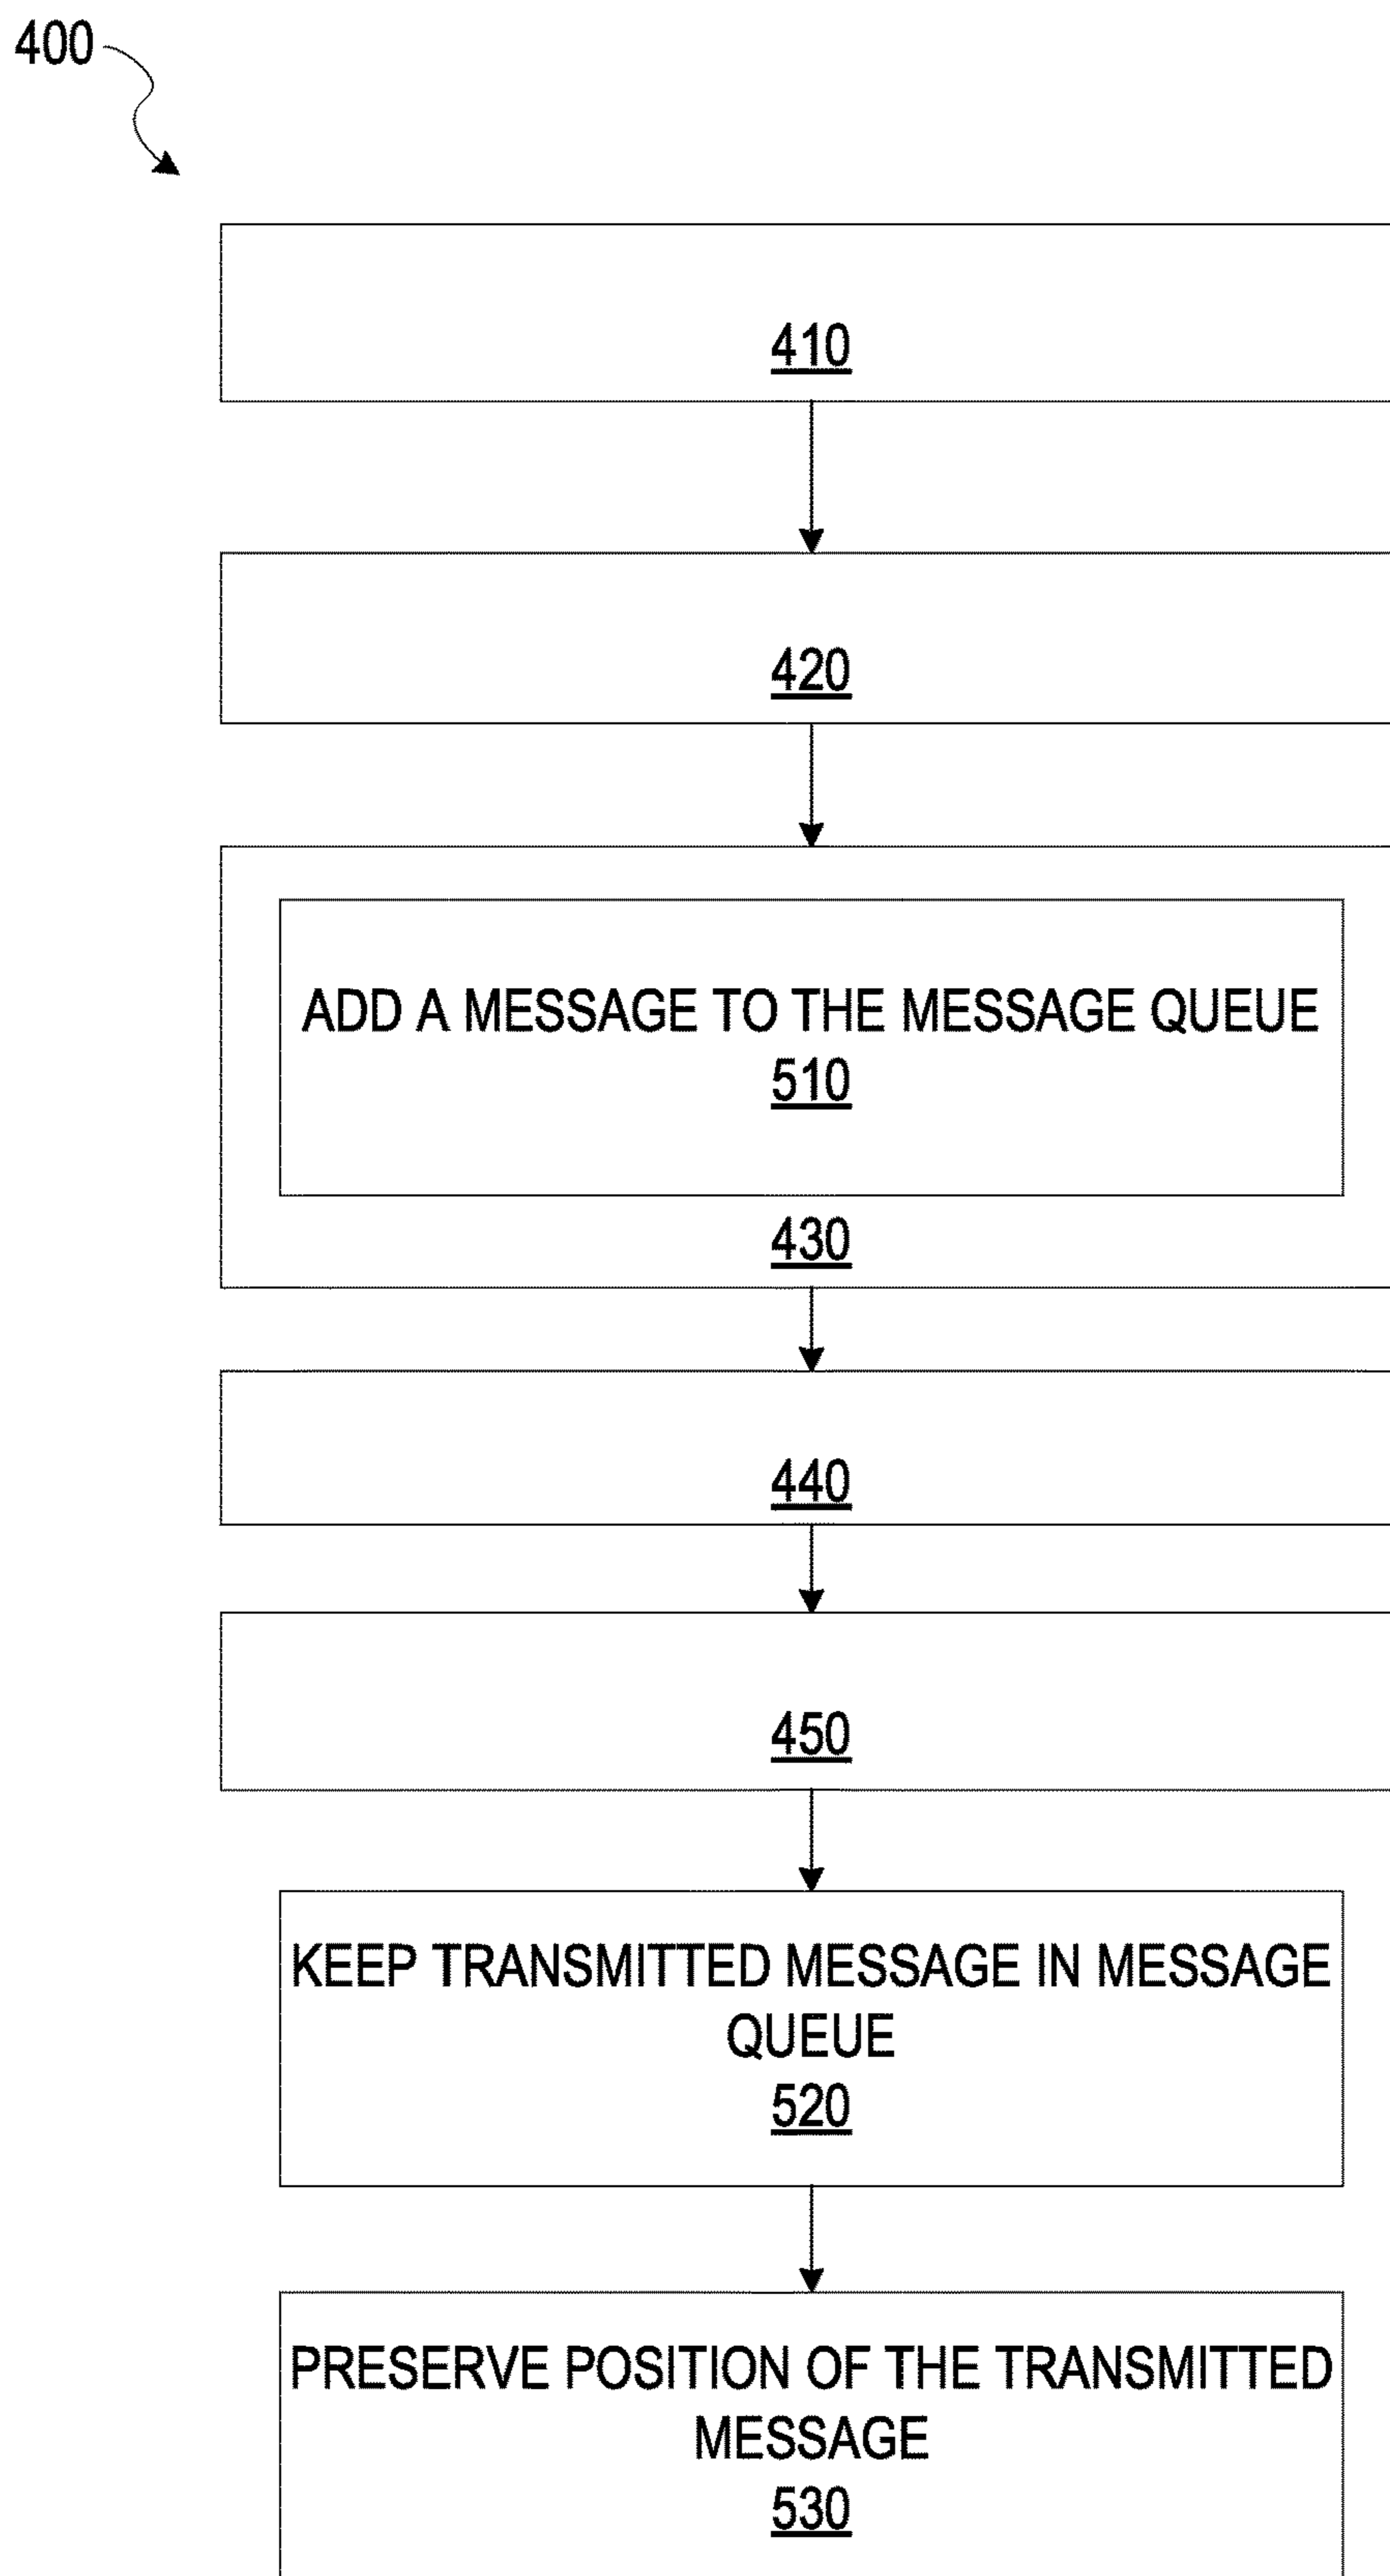 400
410
420
ADD A MESSAGE TO THE MESSAGE QUEUE
510
430
440
450
KEEP TRANSMITTED MESSAGE IN MESSAGE
QUEUE
520
PRESERVE POSITION OF THE TRANSMITTED
MESSAGE
530